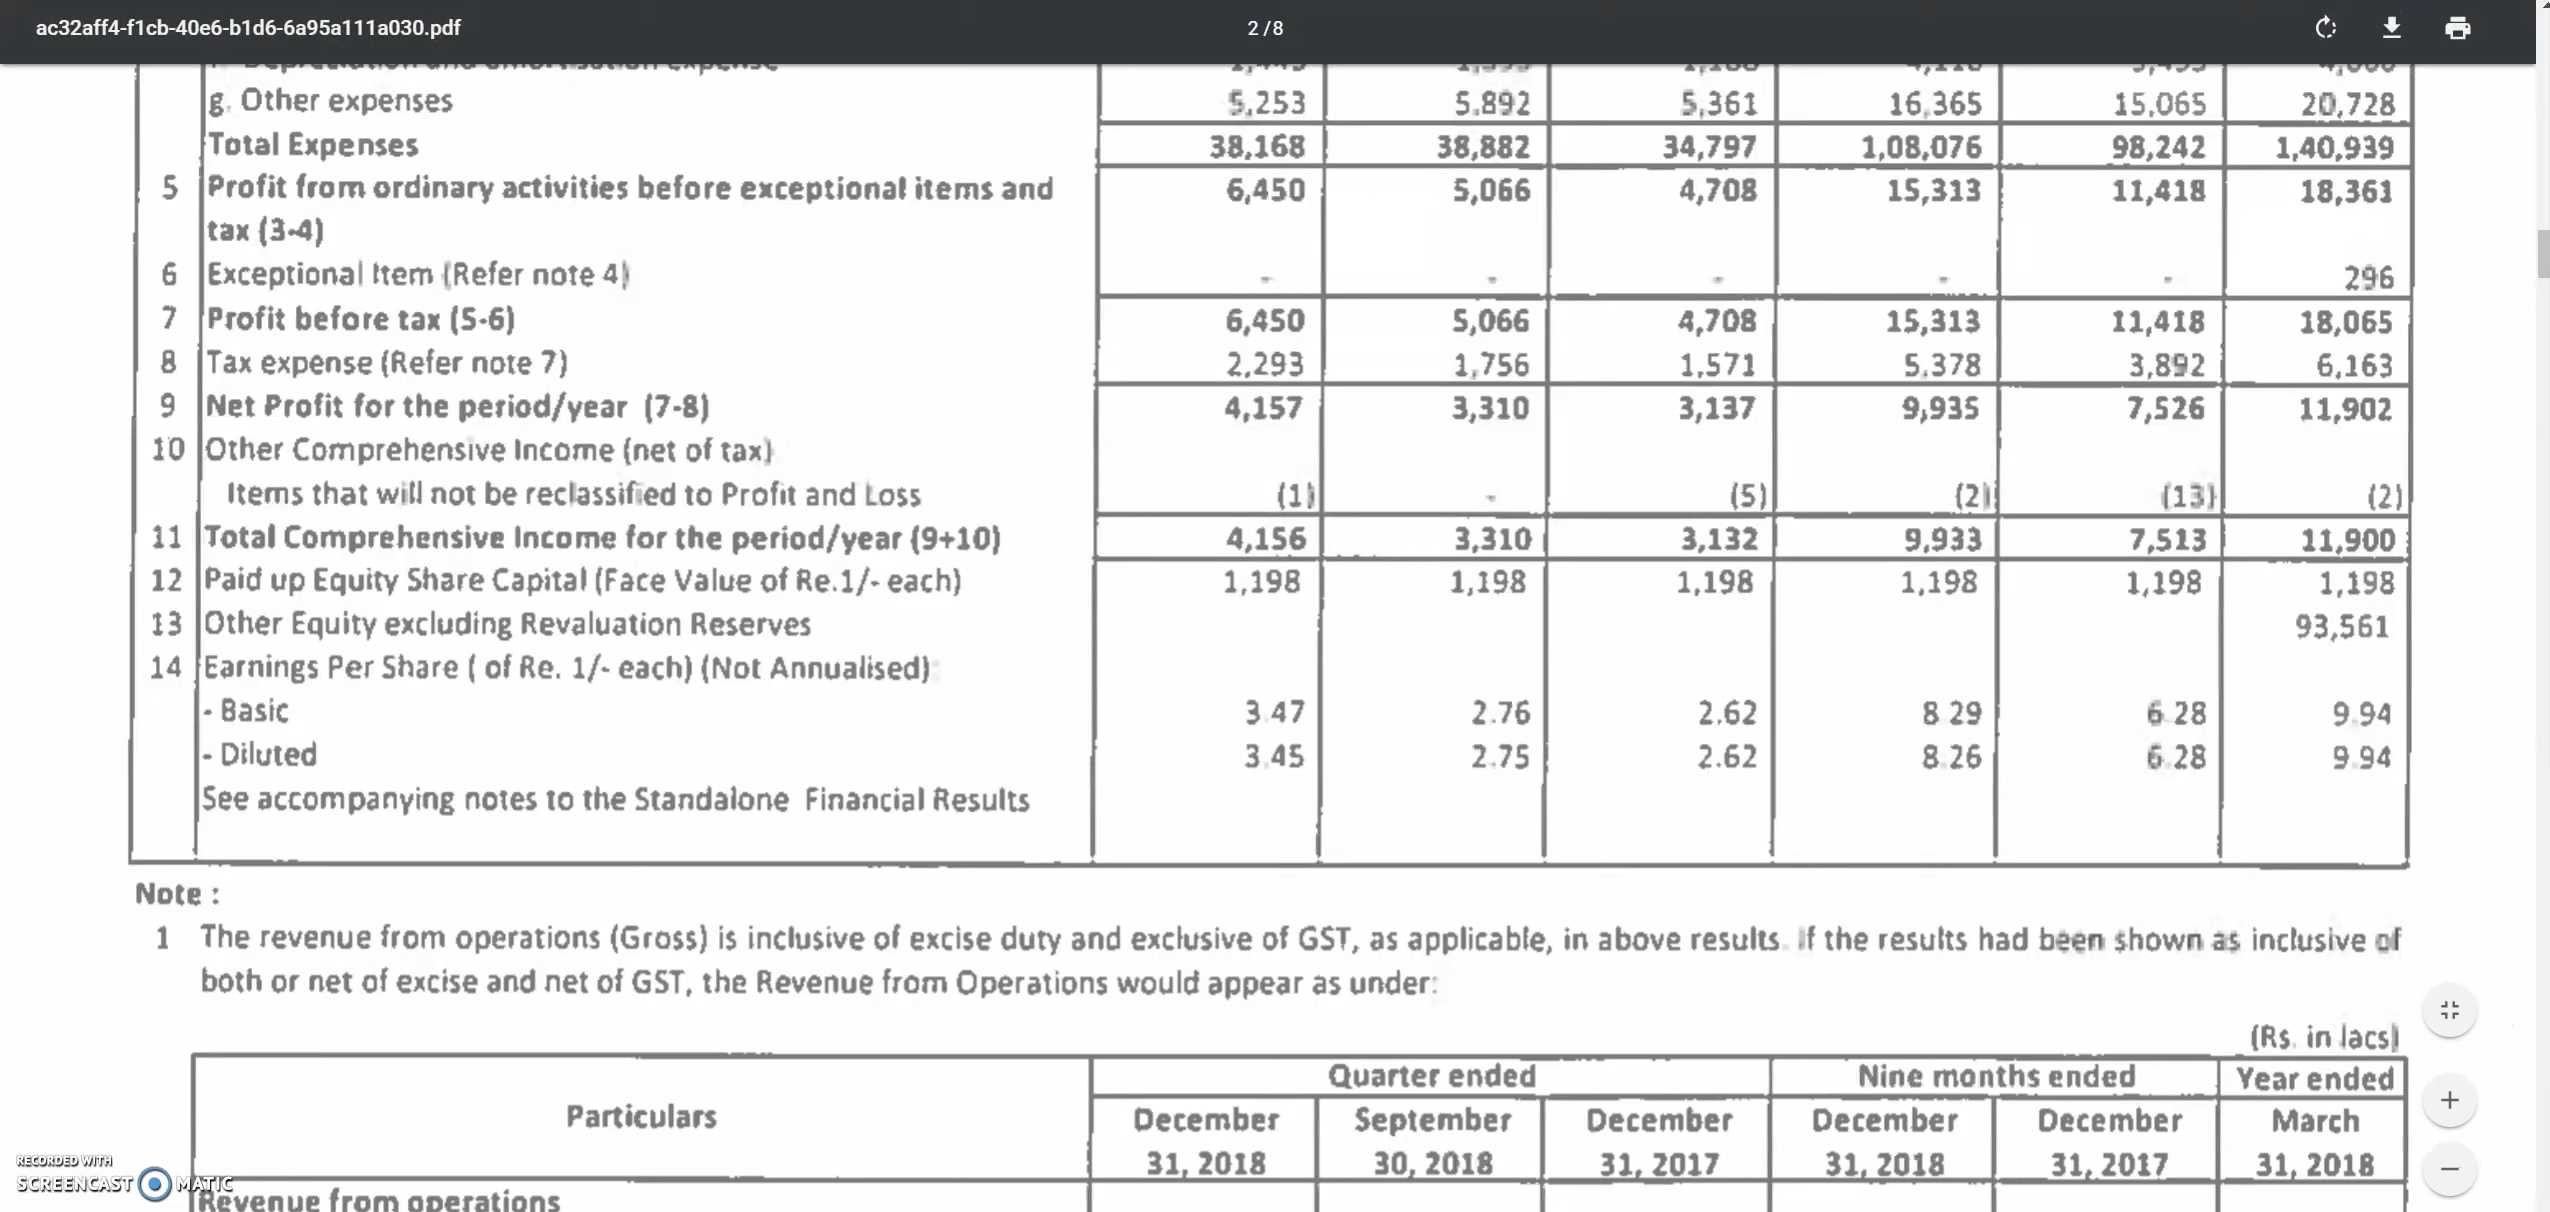 ac32aff4-f1cb-40e6-b1d6-6a95a111a030.pdf 2 / 8
Depreciation and amortisation expense
g. Other expenses 5,253 5,892 5,361 16,365 15,065 20,728
Total Expenses 38,168 38,882 34,797 1,08,076 98,242 1,40,939
5 Profit from ordinary activities before exceptional items and 6,450 5,066 4,708 15,313 11,418 18,361
tax (3-4)
6 Exceptional Item (Refer note 4) - - - - - 296
7 Profit before tax (5-6) 6,450 5,066 4,708 15,313 11,418 18,065
8 Tax expense (Refer note 7) 2,293 1,756 1,571 5,378 3,892 6,163
9 Net Profit for the period/year (7-8) 4,157 3,310 3,137 9,935 7,526 11,902
10 Other Comprehensive Income (net of tax)
Items that will not be reclassified to Profit and Loss (1) - (5) (2) (13) (2)
11 Total Comprehensive Income for the period/year (9+10) 4,156 3,310 3,132 9,933 7,513 11,900
12 Paid up Equity Share Capital (Face Value of Re.1/- each) 1,198 1,198 1,198 1,198 1,198 1,198
13 Other Equity excluding Revaluation Reserves 93,561
14 Earnings Per Share ( of Re. 1/- each) (Not Annualised):
- Basic 3.47 2.76 2.62 8.29 6.28 9.94
- Diluted 3.45 2.75 2.62 8.26 6.28 9.94
See accompanying notes to the Standalone Financial Results
Note :
1 The revenue from operations (Gross) is inclusive of excise duty and exclusive of GST, as applicable, in above results. If the results had been shown as inclusive of
both or net of excise and net of GST, the Revenue from Operations would appear as under:
(Rs. in lacs)
Particulars Quarter ended Nine months ended Year ended
December September December December December March
31, 2018 30, 2018 31, 2017 31, 2018 31, 2017 31, 2018
Revenue from operations
RECORDED WITH
SCREENCAST MATIC